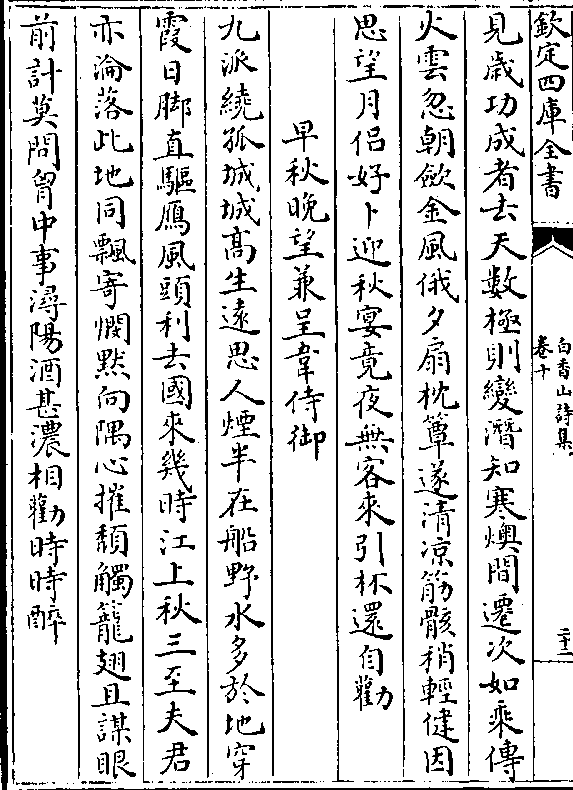 欽定四庫全書
白香山詩集
卷十
二十二
見歲功成者去天數極則變潛知寒燠間遷次如乘傳
火雲忽朝斂金風俄夕扇枕簟遂清涼筋骸稍輕健因
思望月侣好卜迎秋宴竟夜無客來引杯還自勸
早秋晚望兼呈韋侍御
九派繞孤城城髙生遠思人煙半在船野水多於地穿
霞日脚直驅鴈風頭利去國來幾時江上秋三至夫君
亦淪落此地同飄寄憫黙向隅心摧頽觸籠翅且謀眼
前計莫問胷中事潯陽酒甚濃相勸時時醉